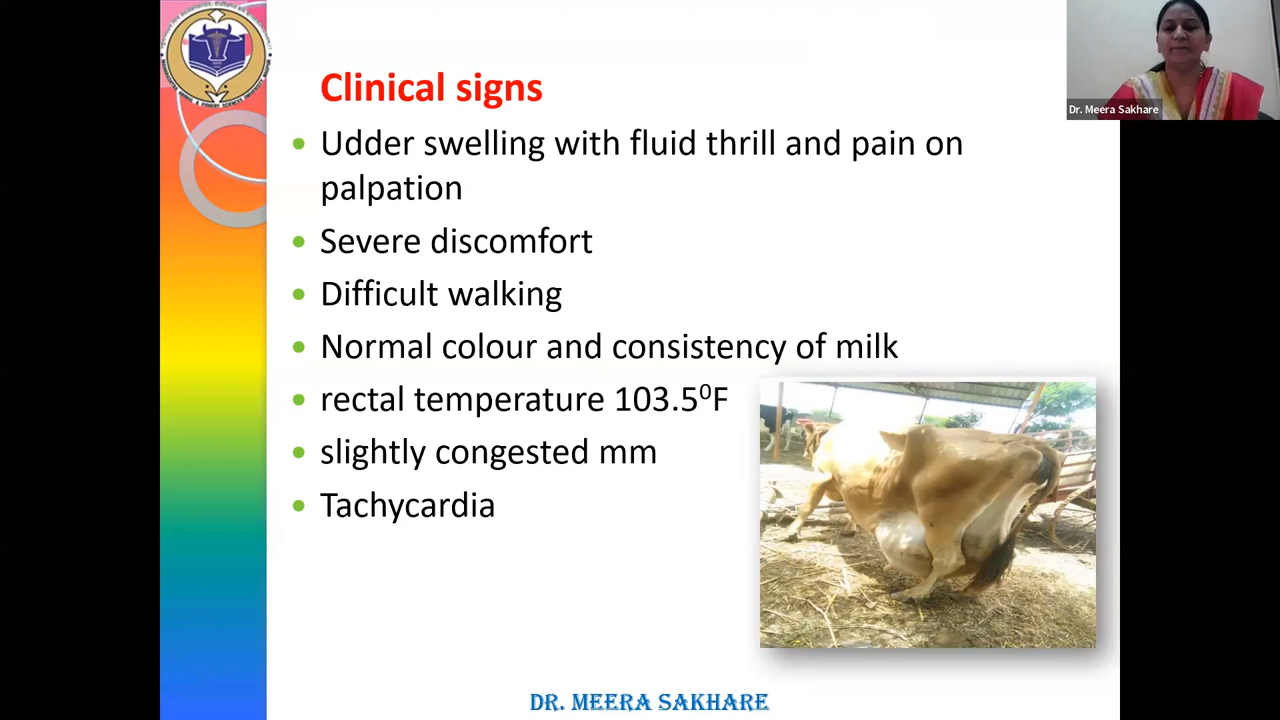 Clinical signs
Udder swelling with fluid thrill and pain on
palpation
Severe discomfort
Difficult walking
Normal colour and consistency of milk
rectal temperature 103.5⁰F
slightly congested mm
Tachycardia
Dr. Meera Sakhare
DR. MEERA SAKHARE